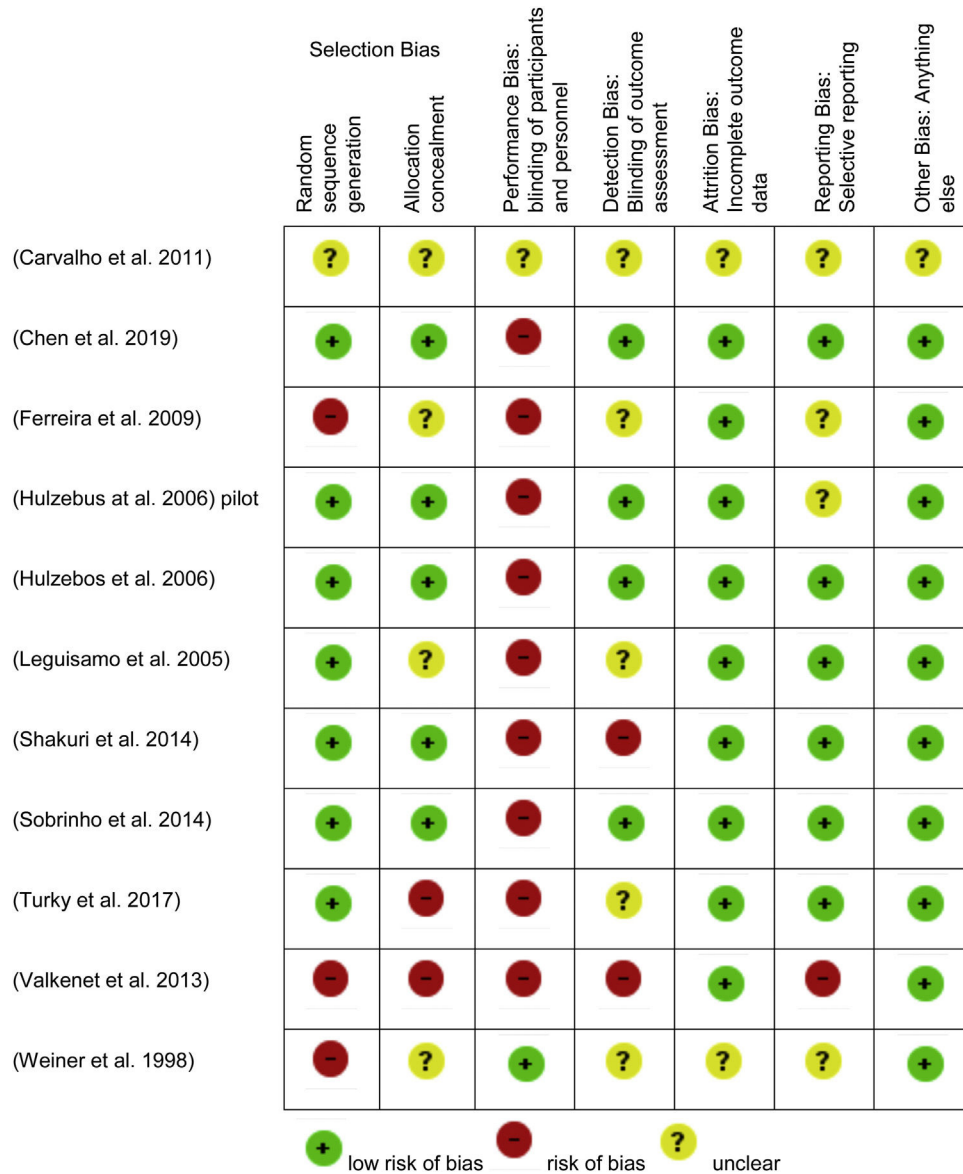 Selection Bias
Random
sequence
generation
Allocation
concealment
Performance Bias:
blinding of participants
and personnel
Detection Bias:
Blinding of outcome
assessment
Attrition Bias:
Incomplete outcome
data
Reporting Bias:
Selective reporting
Other Bias: Anything
else
(Carvalho et al. 2011) ? ? ? ? ? ? ?
(Chen et al. 2019) + + - + + + +
(Ferreira et al. 2009) - ? - ? + ? +
(Hulzebus at al. 2006) pilot + + - + + ? +
(Hulzebos et al. 2006) + + - + + + +
(Leguisamo et al. 2005) + ? - ? + + +
(Shakuri et al. 2014) + + - - + + +
(Sobrinho et al. 2014) + + - + + + +
(Turky et al. 2017) + - - ? + + +
(Valkenet et al. 2013) - - - - + - +
(Weiner et al. 1998) - ? + ? ? ? +
+ low risk of bias - risk of bias ? unclear